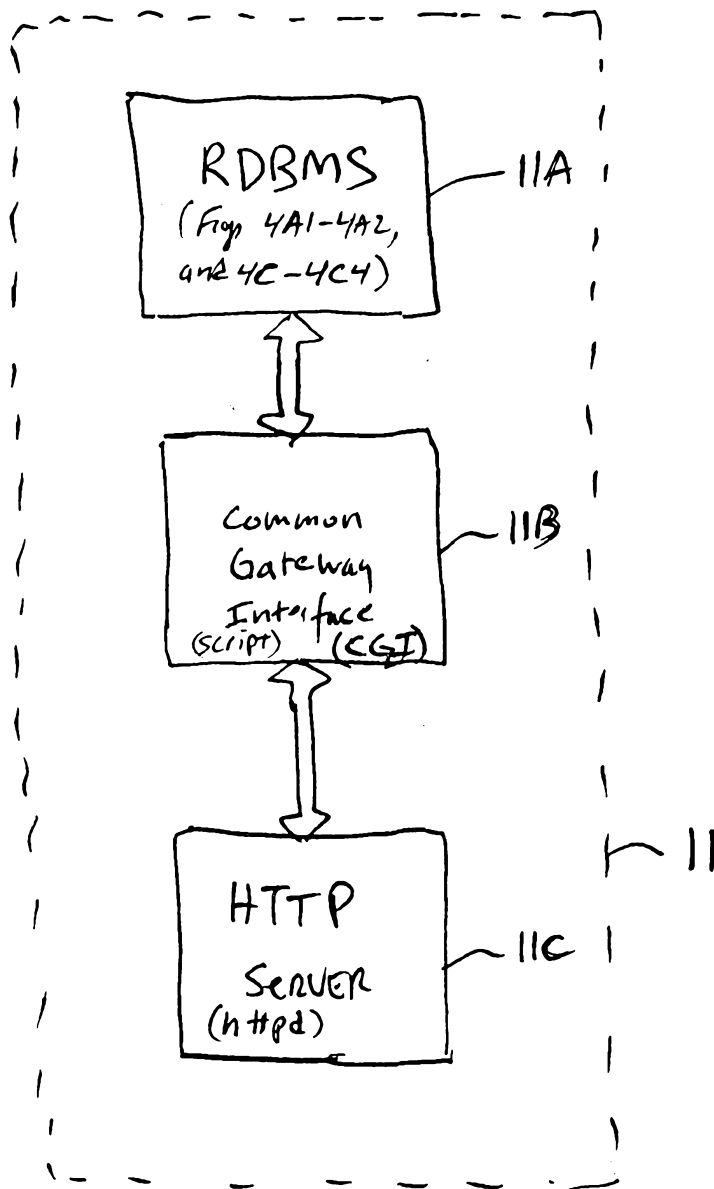 RDBMS
(Figs 4A1-4A2,
and 4C-4C4)
11A
Common
Gateway
Interface
(script) (CGI)
11B
HTTP
SERVER
(httpd)
11C
11